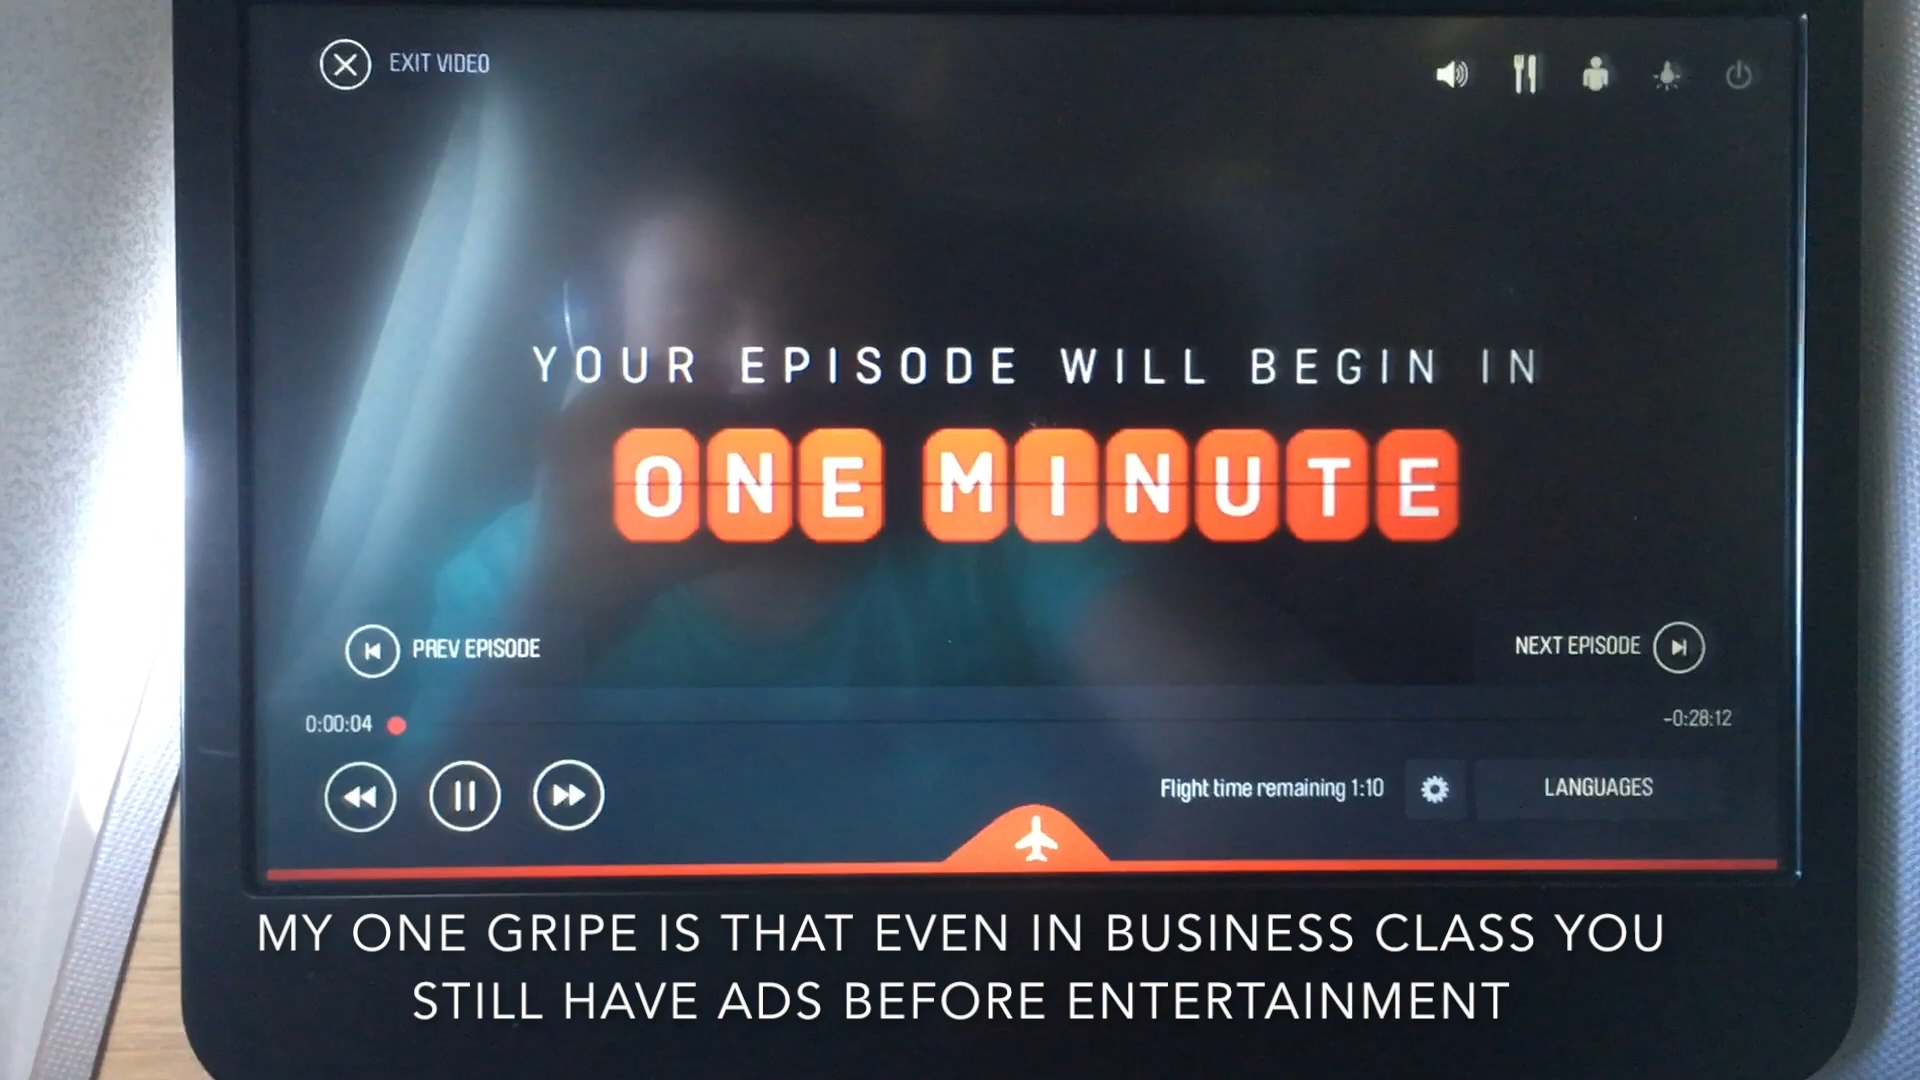 EXIT VIDEO
YOUR EPISODE WILL BEGIN IN
ONE MINUTE
PREV EPISODE
NEXT EPISODE
0:00:04
-0:28:12
Flight time remaining 1:10
LANGUAGES
MY ONE GRIPE IS THAT EVEN IN BUSINESS CLASS YOU
STILL HAVE ADS BEFORE ENTERTAINMENT